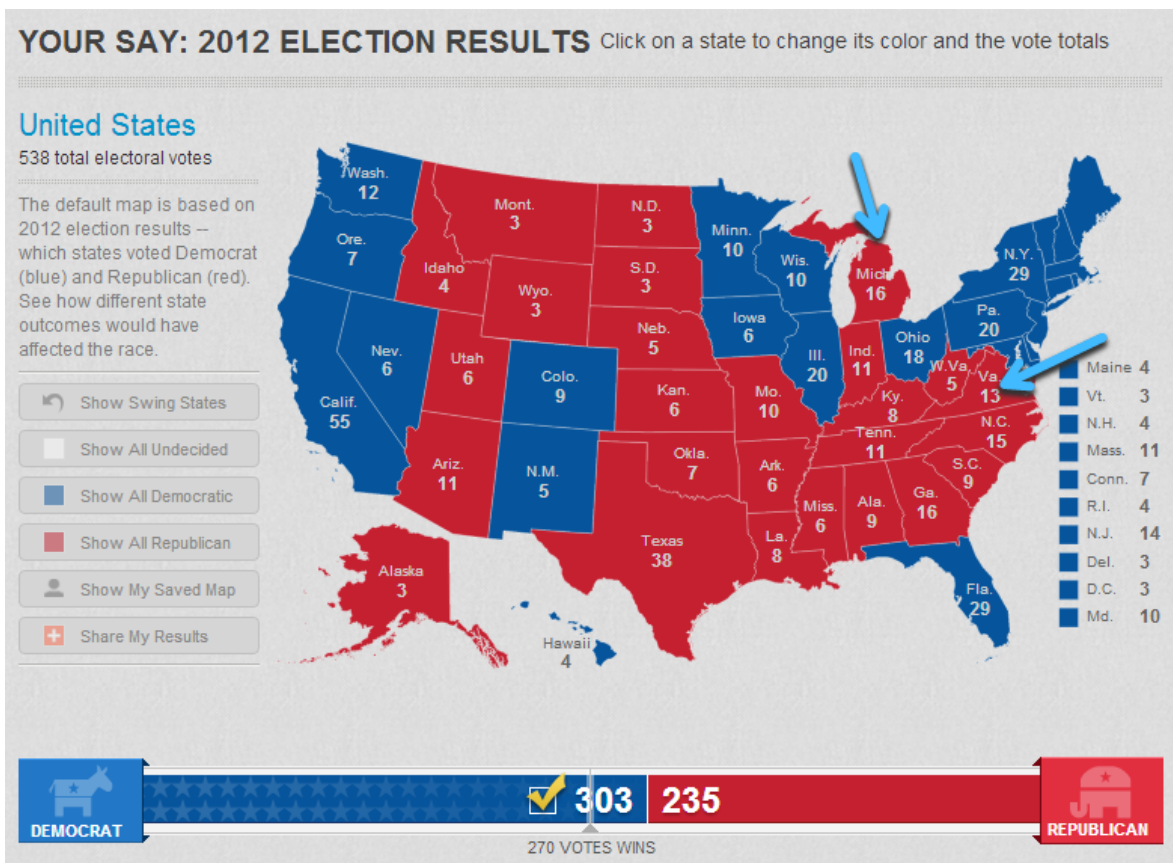 YOUR SAY: 2012 ELECTION RESULTS Click on a state to change its color and the vote totals
United States
538 total electoral votes
The default map is based on
2012 election results --
which states voted Democrat
(blue) and Republican (red).
See how different state
outcomes would have
affected the race.
Show Swing States
Show All Undecided
Show All Democratic
Show All Republican
Show My Saved Map
Share My Results
Wash.
12
Ore.
7
Calif.
55
Nev.
6
Idaho
4
Mont.
3
Wyo.
3
Utah
6
Ariz.
11
Colo.
9
N.M.
5
N.D.
3
S.D.
3
Neb.
5
Kan.
6
Okla.
7
Texas
38
Minn.
10
Iowa
6
Mo.
10
Ark.
6
La.
8
Wis.
10
Ill.
20
Mich.
16
Ind.
11
Ohio
18
Ky.
8
Tenn.
11
Miss.
6
Ala.
9
Ga.
16
Fla.
29
S.C.
9
N.C.
15
Va.
13
W.Va.
5
Pa.
20
N.Y.
29
Alaska
3
Hawaii
4
Maine 4
Vt. 3
N.H. 4
Mass. 11
Conn. 7
R.I. 4
N.J. 14
Del. 3
D.C. 3
Md. 10
DEMOCRAT
303
235
REPUBLICAN
270 VOTES WINS